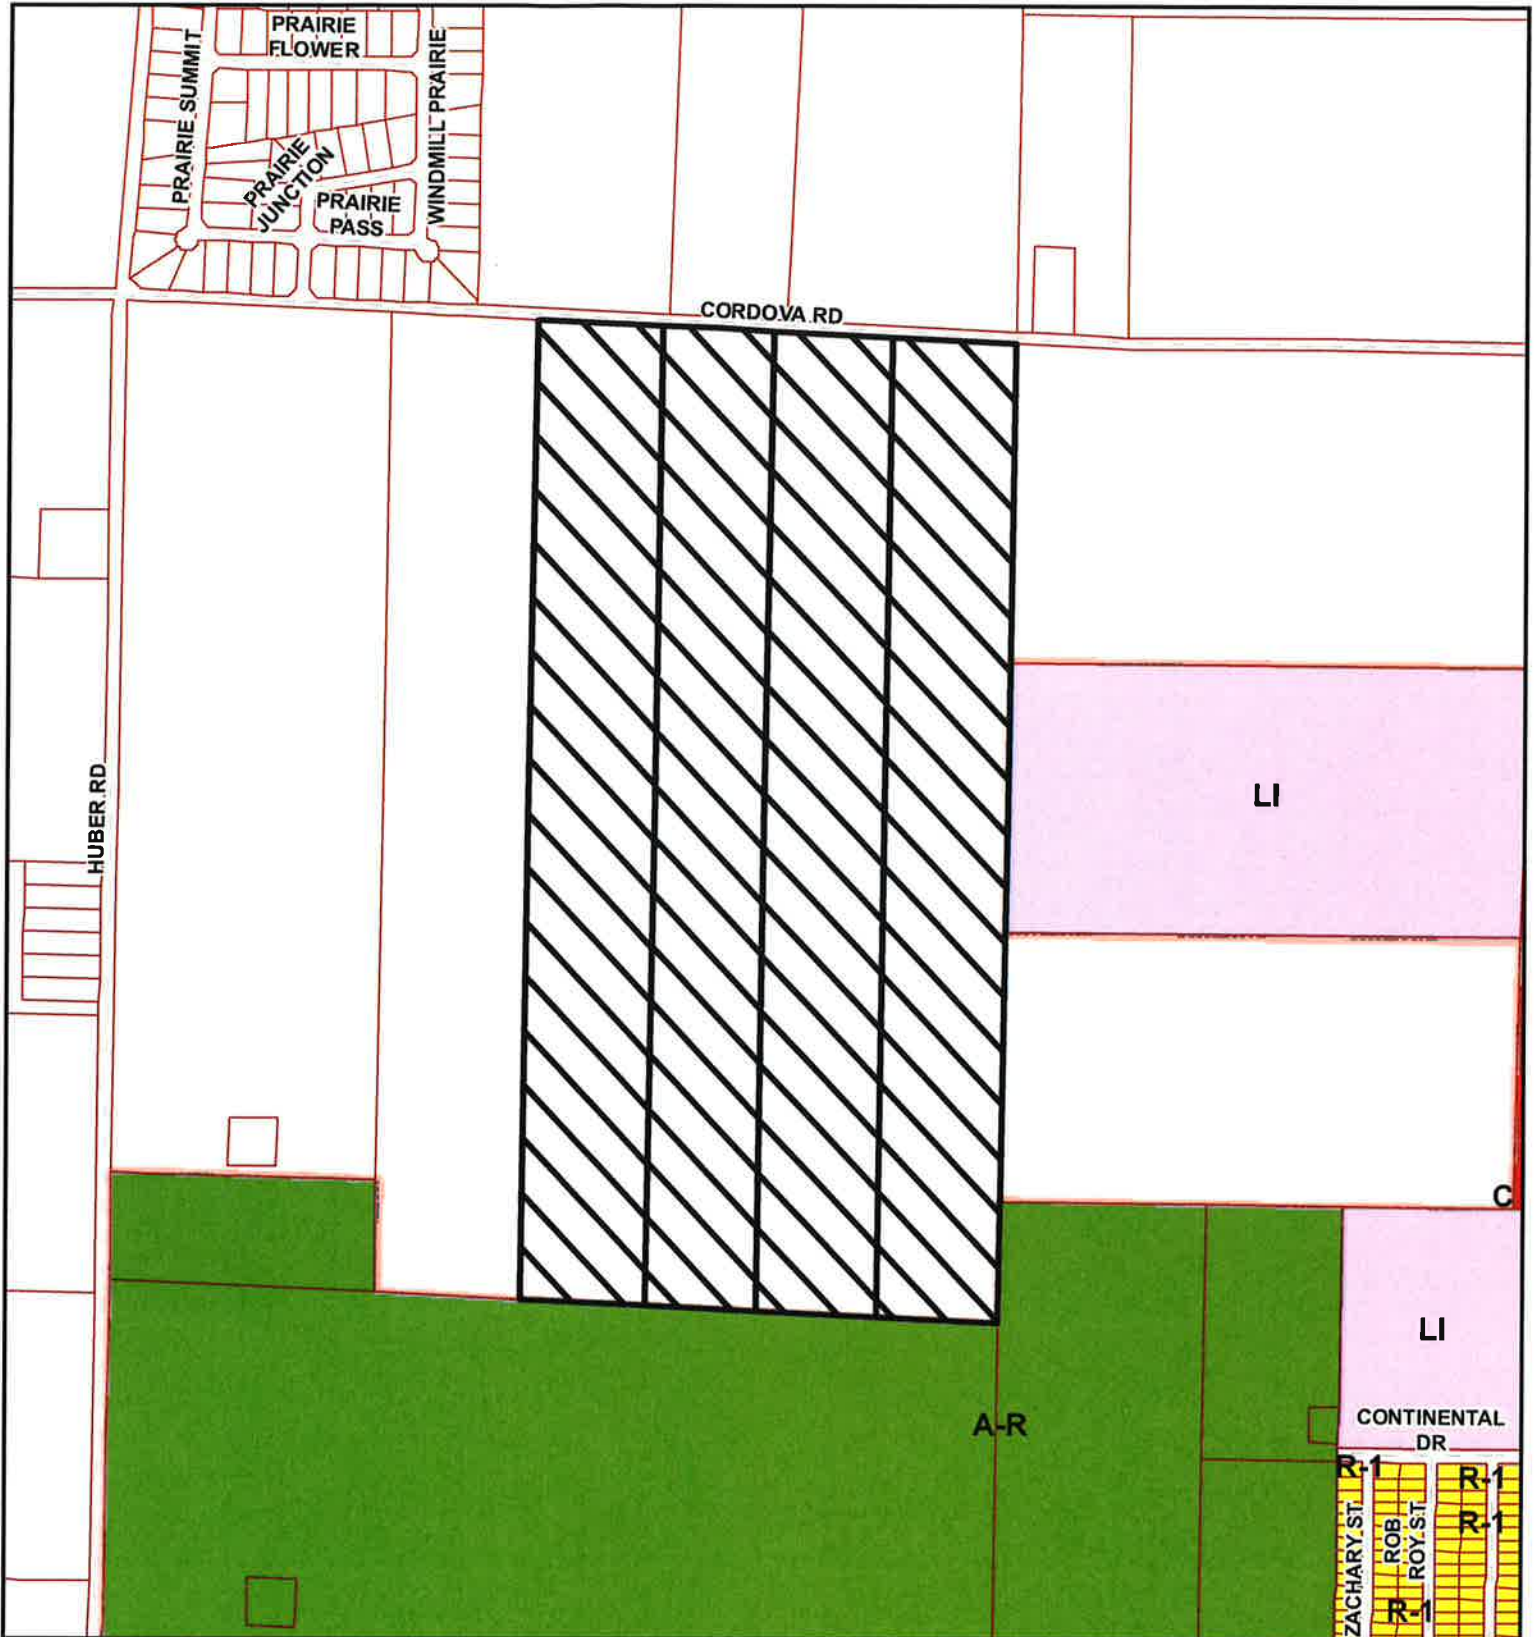 PRAIRIE
FLOWER
PRAIRIE SUMMIT
WINDMILL PRAIRIE
PRAIRIE
JUNCTION
PRAIRIE
PASS
CORDOVA RD
HUBER RD
LI
C
LI
A-R
CONTINENTAL
DR
R-1
R-1
R-1
ZACHARY ST
ROB
ROY ST
R-1